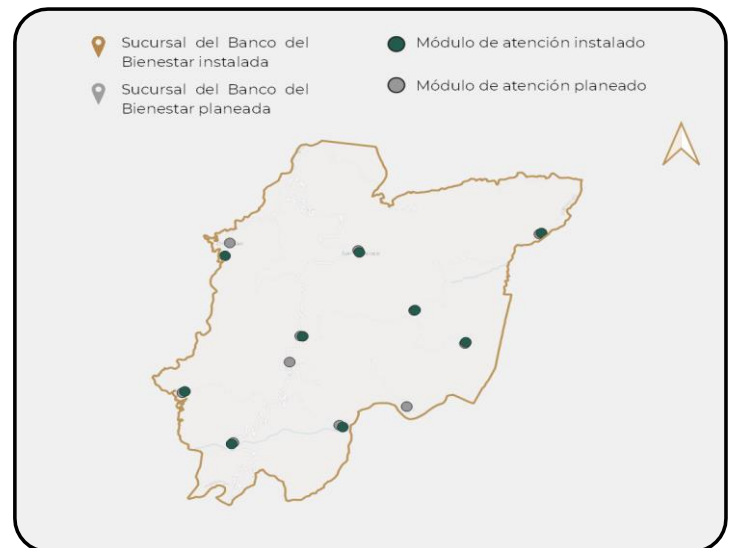 Sucursal del Banco del
Bienestar instalada
Sucursal del Banco del
Bienestar planeada
Módulo de atención instalado
Módulo de atención planeado